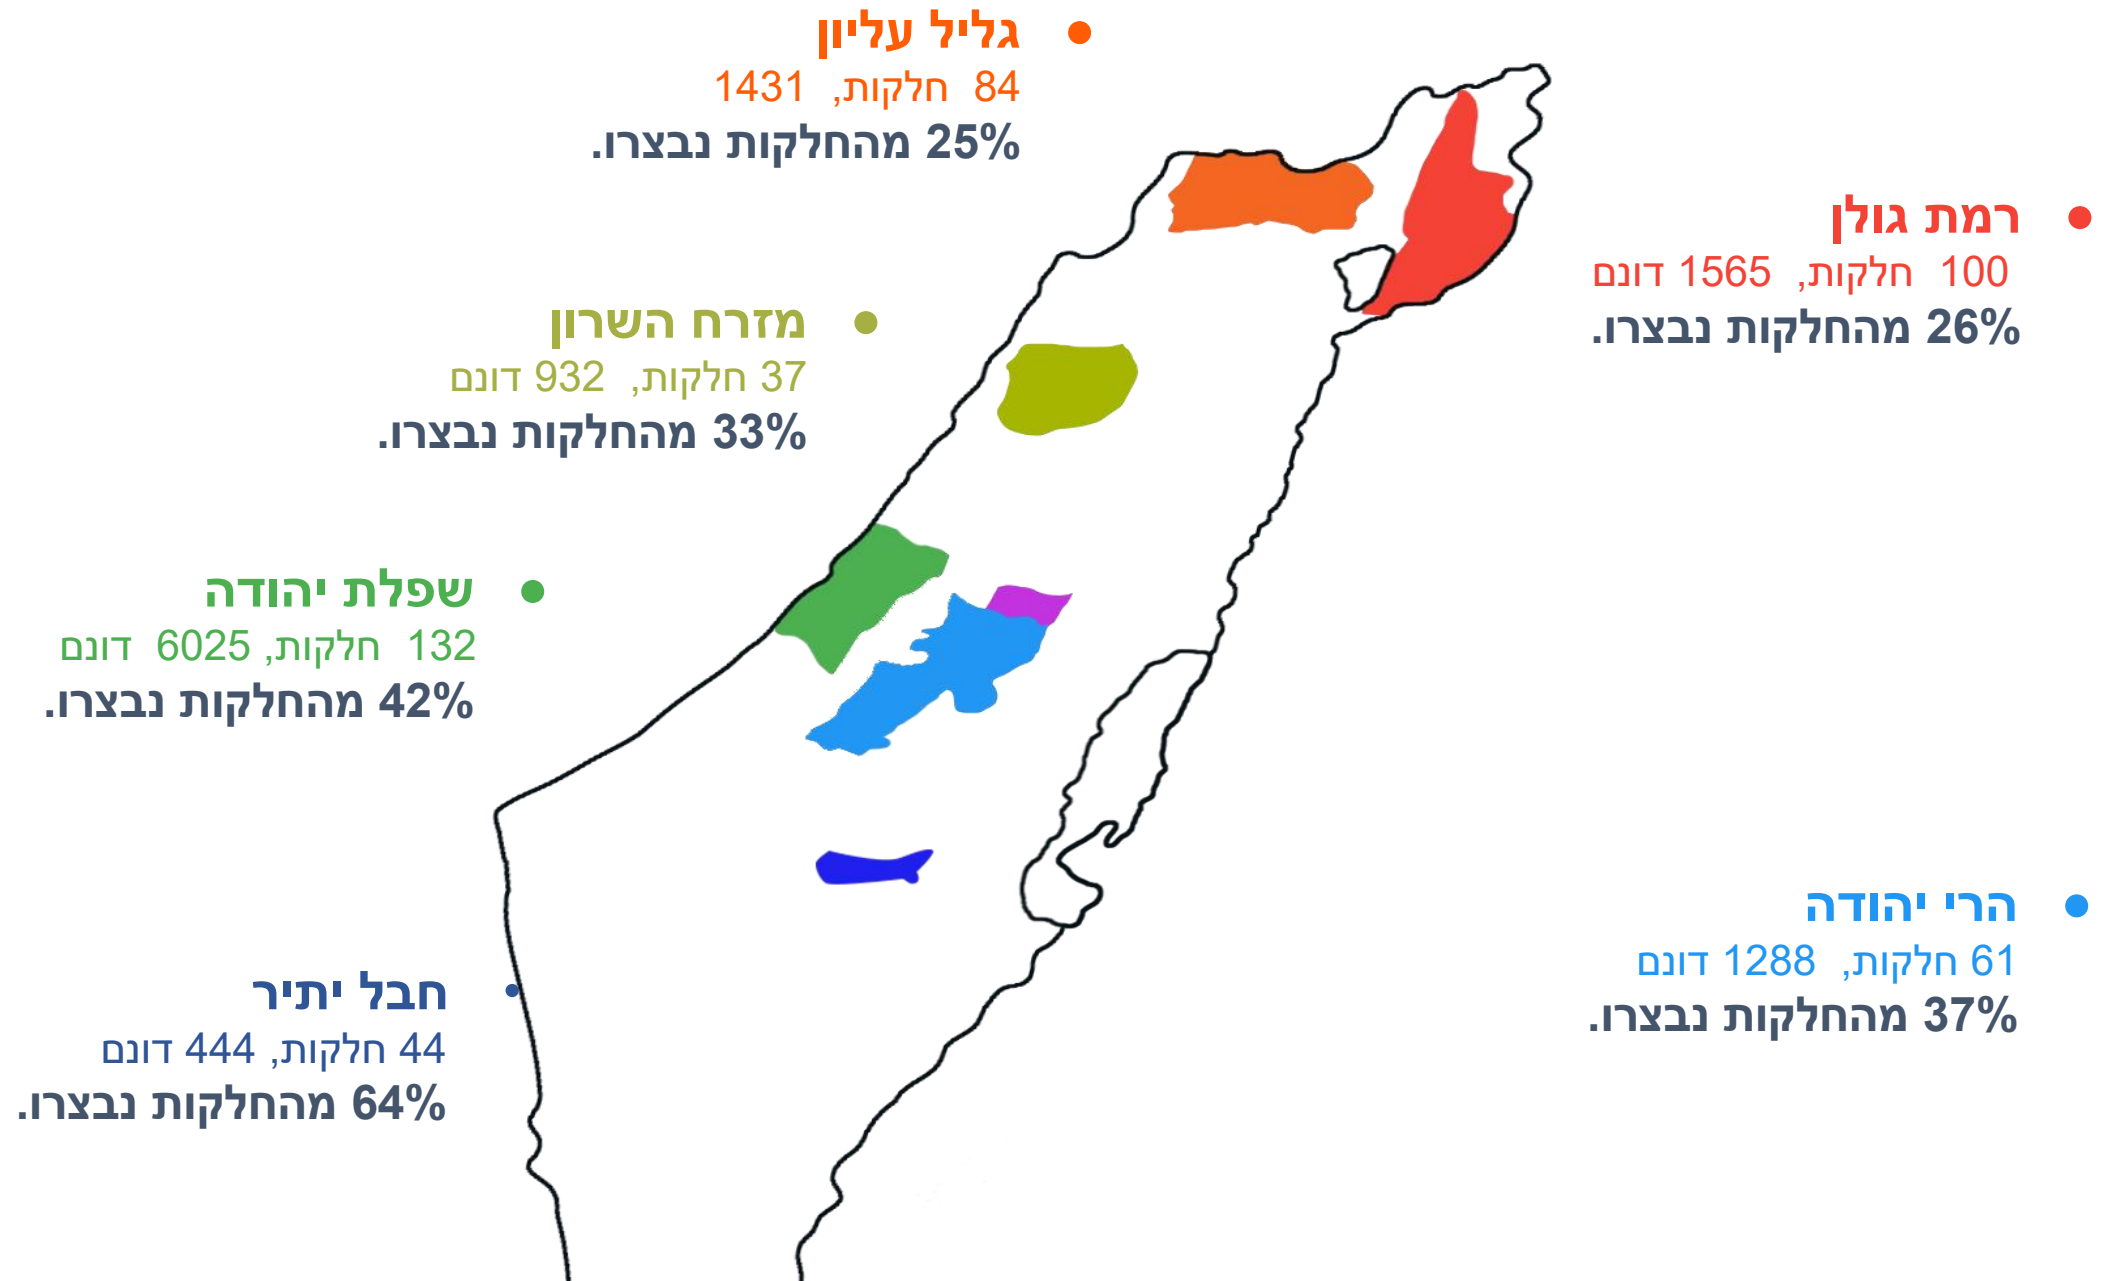 • גליל עליון
84 חלקות, 1431
25% מהחלקות נבצרו.
• רמת גולן
100 חלקות, 1565 דונם
26% מהחלקות נבצרו.
• מזרח השרון
37 חלקות, 932 דונם
33% מהחלקות נבצרו.
• שפלת יהודה
132 חלקות, 6025 דונם
42% מהחלקות נבצרו.
• הרי יהודה
61 חלקות, 1288 דונם
37% מהחלקות נבצרו.
• חבל יתיר
44 חלקות, 444 דונם
64% מהחלקות נבצרו.